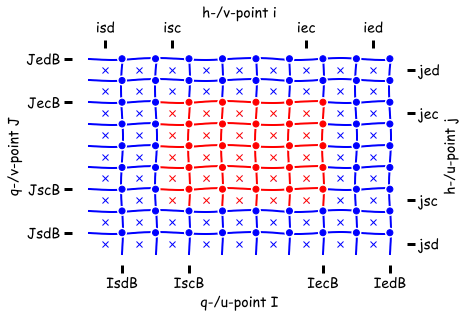 h-/v-point i
isd isc iec ied
JedB
jed
JecB
jec
q-/v-point J
h-/u-point j
JscB
jsc
JsdB
jsd
IsdB IscB IecB IedB
q-/u-point I